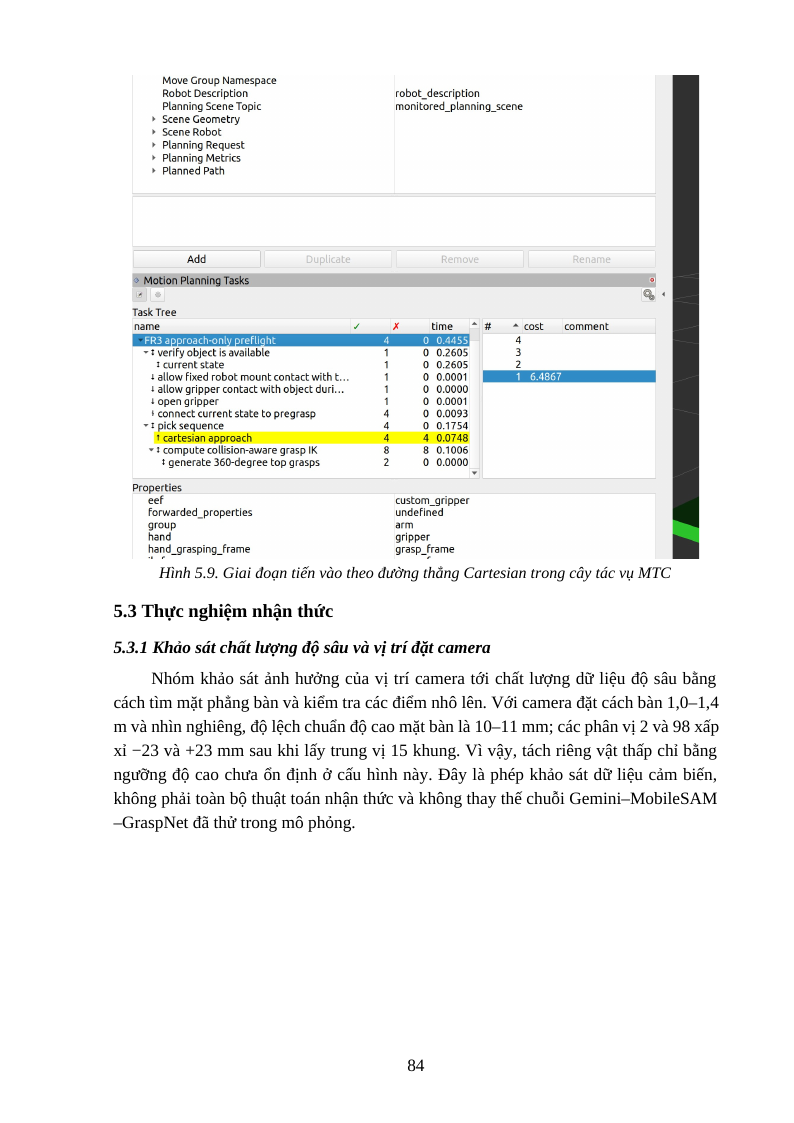 Move Group Namespace
Robot Description robot_description
Planning Scene Topic monitored_planning_scene
Scene Geometry
Scene Robot
Planning Request
Planning Metrics
Planned Path
Add Duplicate Remove Rename
Motion Planning Tasks
Task Tree
name ✓ ✗ time # cost comment
FR3 approach-only preflight 4 0 0.4455 4
verify object is available 1 0 0.2605 3
current state 1 0 0.2605 2
allow fixed robot mount contact with t... 1 0 0.0001 1 6.4867
allow gripper contact with object duri... 1 0 0.0000
open gripper 1 0 0.0001
connect current state to pregrasp 4 0 0.0093
pick sequence 4 0 0.1754
cartesian approach 4 4 0.0748
compute collision-aware grasp IK 8 8 0.1006
generate 360-degree top grasps 2 0 0.0000
Properties
eef custom_gripper
forwarded_properties undefined
group arm
hand gripper
hand_grasping_frame grasp_frame
Hình 5.9. Giai đoạn tiến vào theo đường thẳng Cartesian trong cây tác vụ MTC
5.3 Thực nghiệm nhận thức
5.3.1 Khảo sát chất lượng độ sâu và vị trí đặt camera
Nhóm khảo sát ảnh hưởng của vị trí camera tới chất lượng dữ liệu độ sâu bằng
cách tìm mặt phẳng bàn và kiểm tra các điểm nhô lên. Với camera đặt cách bàn 1,0–1,4
m và nhìn nghiêng, độ lệch chuẩn độ cao mặt bàn là 10–11 mm; các phân vị 2 và 98 xấp
xỉ −23 và +23 mm sau khi lấy trung vị 15 khung. Vì vậy, tách riêng vật thấp chỉ bằng
ngưỡng độ cao chưa ổn định ở cấu hình này. Đây là phép khảo sát dữ liệu cảm biến,
không phải toàn bộ thuật toán nhận thức và không thay thế chuỗi Gemini–MobileSAM
–GraspNet đã thử trong mô phỏng.
84